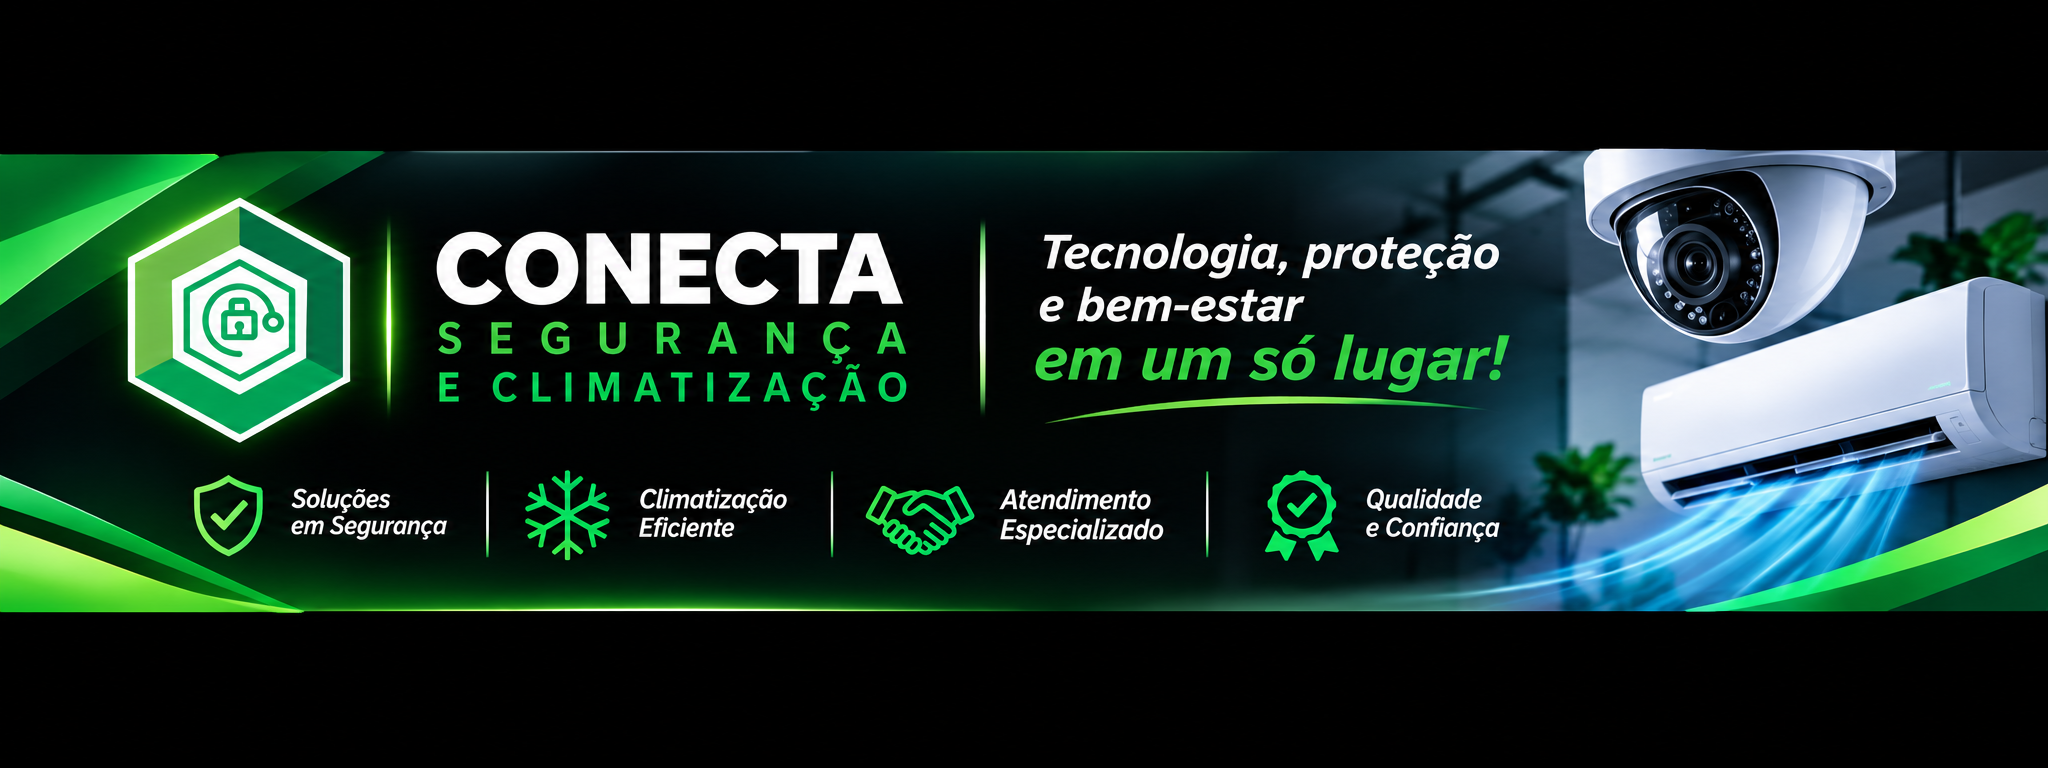 CONECTA
SEGURANÇA
E CLIMATIZAÇÃO
Tecnologia, proteção
e bem-estar
em um só lugar!
Soluções
em Segurança
Climatização
Eficiente
Atendimento
Especializado
Qualidade
e Confiança